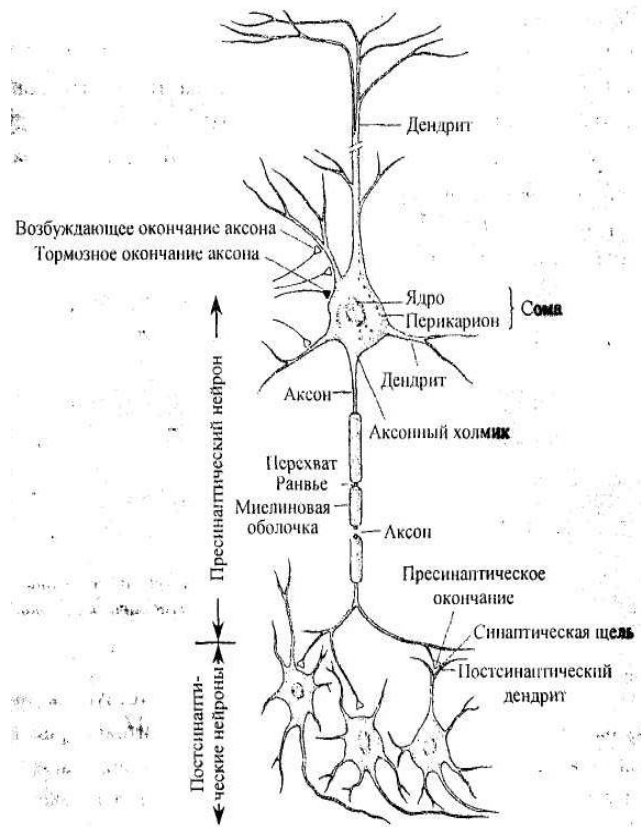 Дендрит
Возбуждающее окончание аксона
Тормозное окончание аксона
Ядро
Перикарион
Сома
Дендрит
Аксон
Аксонный холмик
Перехват
Ранвье
Миелиновая
оболочка
Аксон
Пресинаптический нейрон
Пресинаптическое
окончание
Синаптическая щель
Постсинаптический
дендрит
Постсинапти-
ческие нейроны